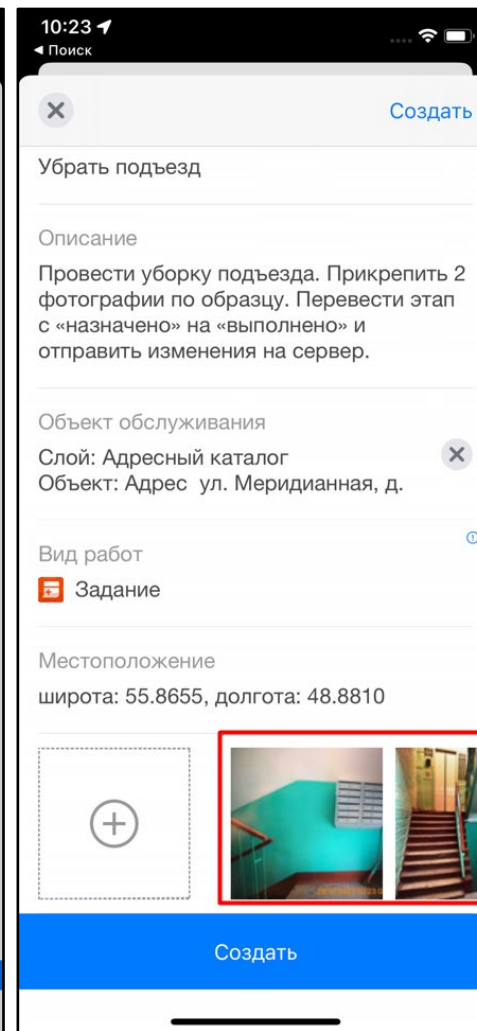 10:23
◀ Поиск
Создать
Убрать подъезд
Описание
Провести уборку подъезда. Прикрепить 2
фотографии по образцу. Перевести этап
с «назначено» на «выполнено» и
отправить изменения на сервер.
Объект обслуживания
Слой: Адресный каталог
Объект: Адрес ул. Меридианная, д.
Вид работ
Задание
Местоположение
широта: 55.8655, долгота: 48.8810
Создать